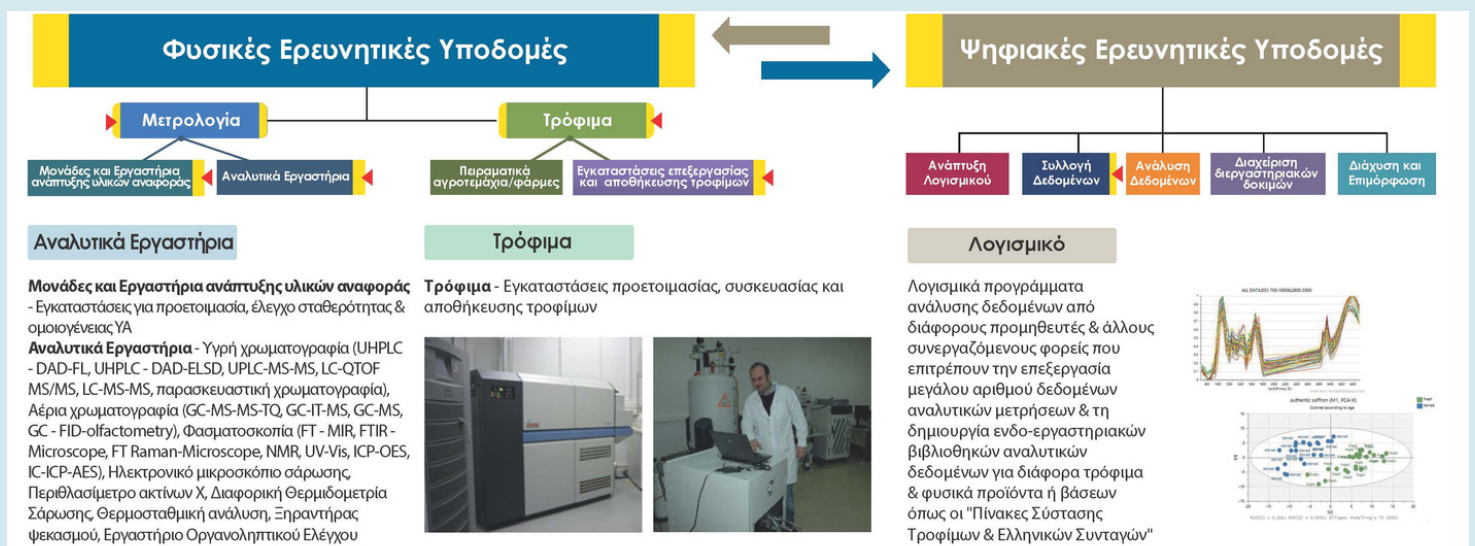 Φυσικές Ερευνητικές Υποδομές
Ψηφιακές Ερευνητικές Υποδομές
Μετρολογία
Τρόφιμα
Μονάδες και Εργαστήρια
ανάπτυξης υλικών αναφοράς
Αναλυτικά Εργαστήρια
Πειραματικά
αγροτεμάχια/φάρμες
Εγκαταστάσεις επεξεργασίας
και αποθήκευσης τροφίμων
Ανάπτυξη
Λογισμικού
Συλλογή
Δεδομένων
Ανάλυση
Δεδομένων
Διαχείριση
διεργαστηριακών
δοκιμών
Διάχυση και
Επιμόρφωση
Αναλυτικά Εργαστήρια
Μονάδες και Εργαστήρια ανάπτυξης υλικών αναφοράς
- Εγκαταστάσεις για προετοιμασία, έλεγχο σταθερότητας &
ομοιογένειας ΥΑ
Αναλυτικά Εργαστήρια - Υγρή χρωματογραφία (UHPLC
- DAD-FL, UHPLC - DAD-ELSD, UPLC-MS-MS, LC-QTOF
MS/MS, LC-MS-MS, παρασκευαστική χρωματογραφία),
Αέρια χρωματογραφία (GC-MS-MS-TQ, GC-IT-MS, GC-MS,
GC - FID-olfactometry), Φασματοσκοπία (FT - MIR, FTIR -
Microscope, FT Raman-Microscope, NMR, UV-Vis, ICP-OES,
IC-ICP-AES), Ηλεκτρονικό μικροσκόπιο σάρωσης,
Περιθλασίμετρο ακτίνων Χ, Διαφορική Θερμιδομετρία
Σάρωσης, Θερμοσταθμική ανάλυση, Ξηραντήρας
ψεκασμού, Εργαστήριο Οργανοληπτικού Ελέγχου
Τρόφιμα
Τρόφιμα - Εγκαταστάσεις προετοιμασίας, συσκευασίας και
αποθήκευσης τροφίμων
Λογισμικό
Λογισμικά προγράμματα
ανάλυσης δεδομένων από
διάφορους προμηθευτές & άλλους
συνεργαζόμενους φορείς που
επιτρέπουν την επεξεργασία
μεγάλου αριθμού δεδομένων
αναλυτικών μετρήσεων & τη
δημιουργία ενδο-εργαστηριακών
βιβλιοθηκών αναλυτικών
δεδομένων για διάφορα τρόφιμα
& φυσικά προϊόντα ή βάσεων
όπως οι "Πίνακες Σύστασης
Τροφίμων & Ελληνικών Συνταγών"
authentic saffron (M1, PCA-X)
Colored according to age